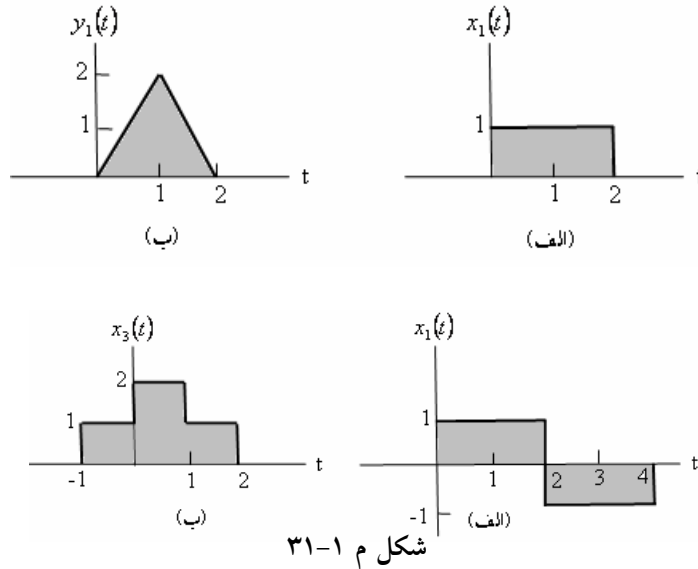 y₁(t)
2
1
1 2 t
(ب)
x₁(t)
1
1 2 t
(الف)
x₃(t)
2
1
-1 1 2 t
(ب)
x₁(t)
1
1 2 3 4 t
-1
(الف)
شکل م ۱-۳۱